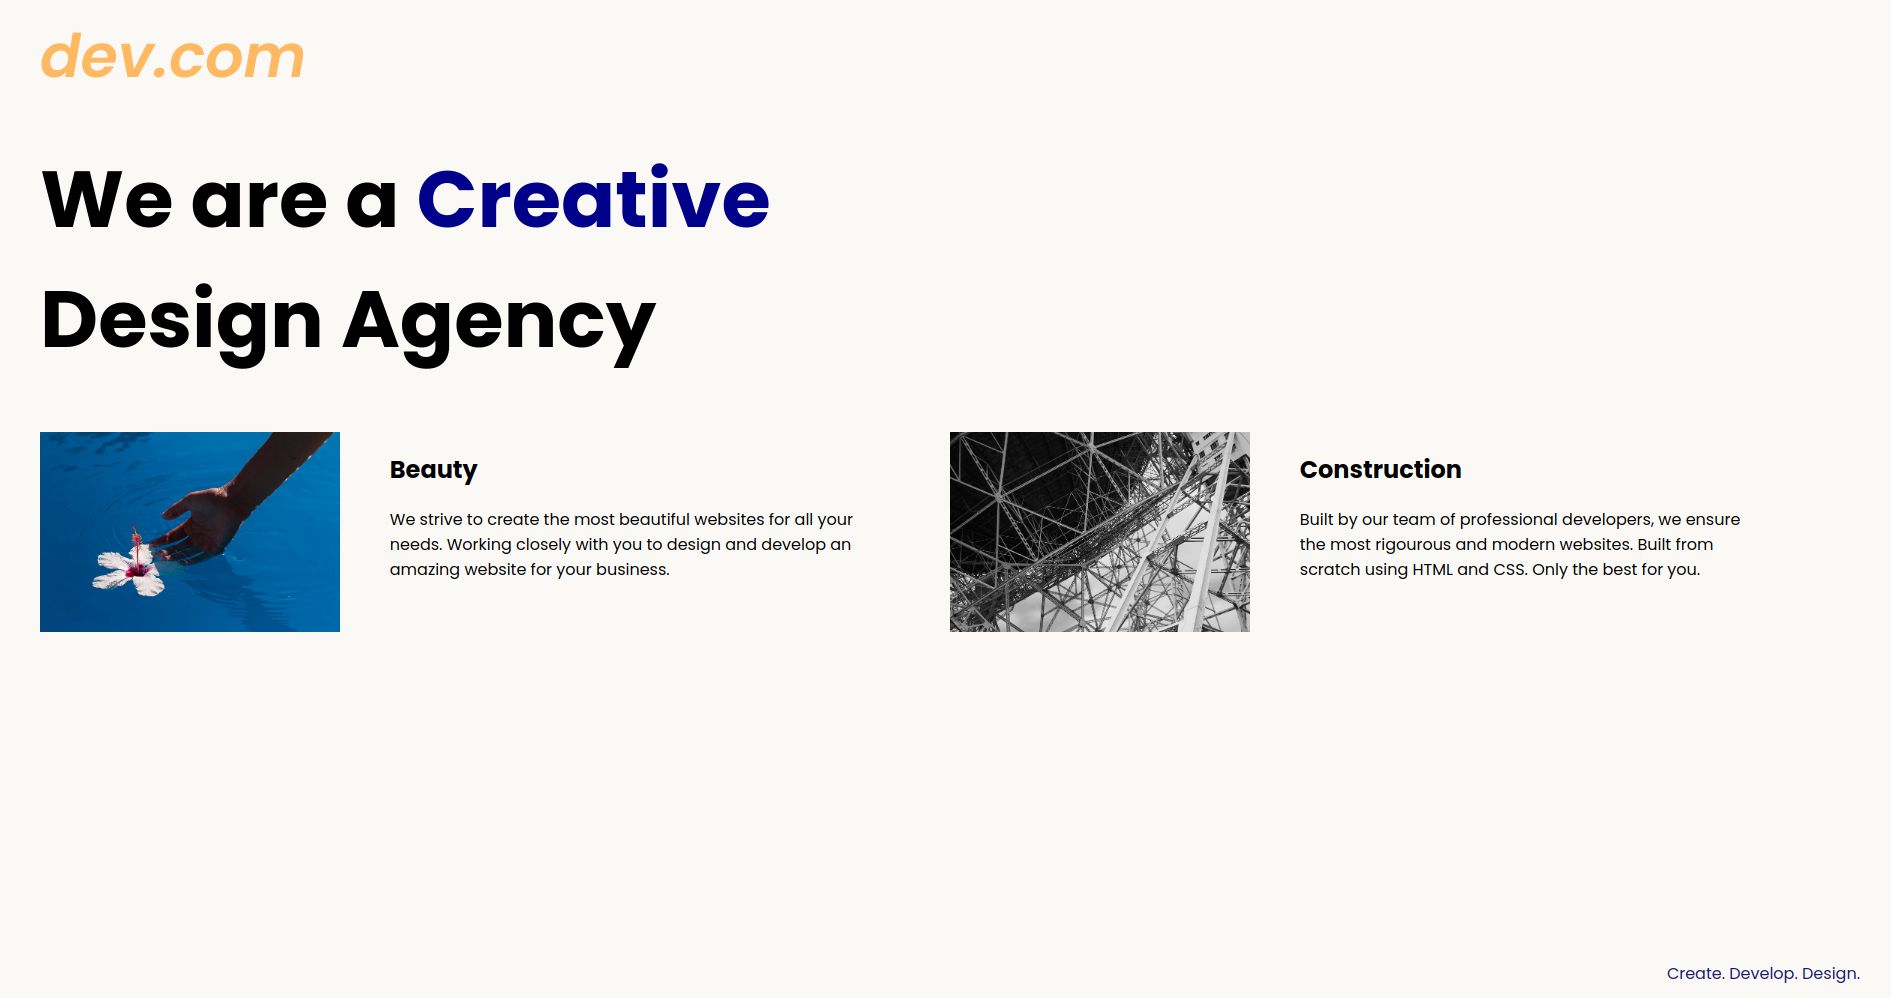 dev.com
We are a Creative
Design Agency
Beauty
We strive to create the most beautiful websites for all your
needs. Working closely with you to design and develop an
amazing website for your business.
Construction
Built by our team of professional developers, we ensure
the most rigourous and modern websites. Built from
scratch using HTML and CSS. Only the best for you.
Create. Develop. Design.